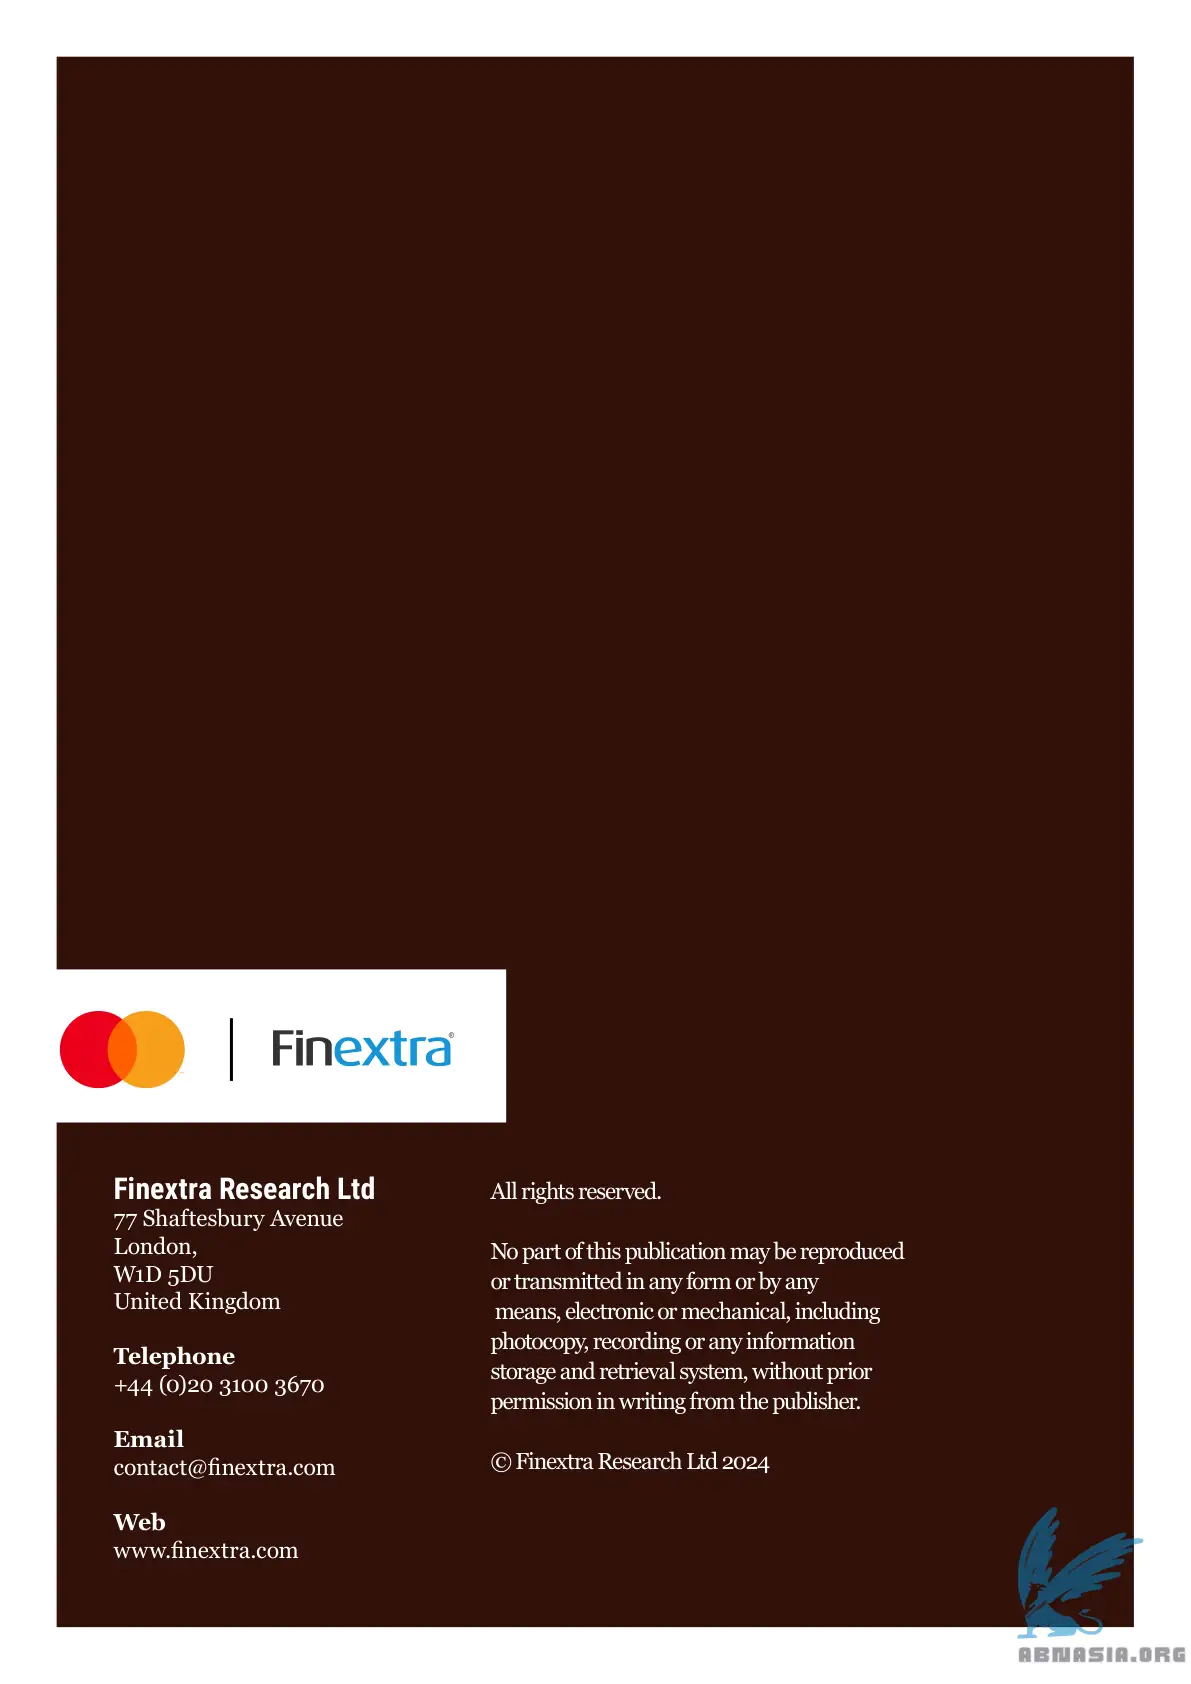 Finextra®
Finextra Research Ltd
77 Shaftesbury Avenue
London,
W1D 5DU
United Kingdom
Telephone
+44 (0)20 3100 3670
Email
contact@finextra.com
Web
www.finextra.com
All rights reserved.
No part of this publication may be reproduced
or transmitted in any form or by any
means, electronic or mechanical, including
photocopy, recording or any information
storage and retrieval system, without prior
permission in writing from the publisher.
© Finextra Research Ltd 2024
ABNASIA.ORG